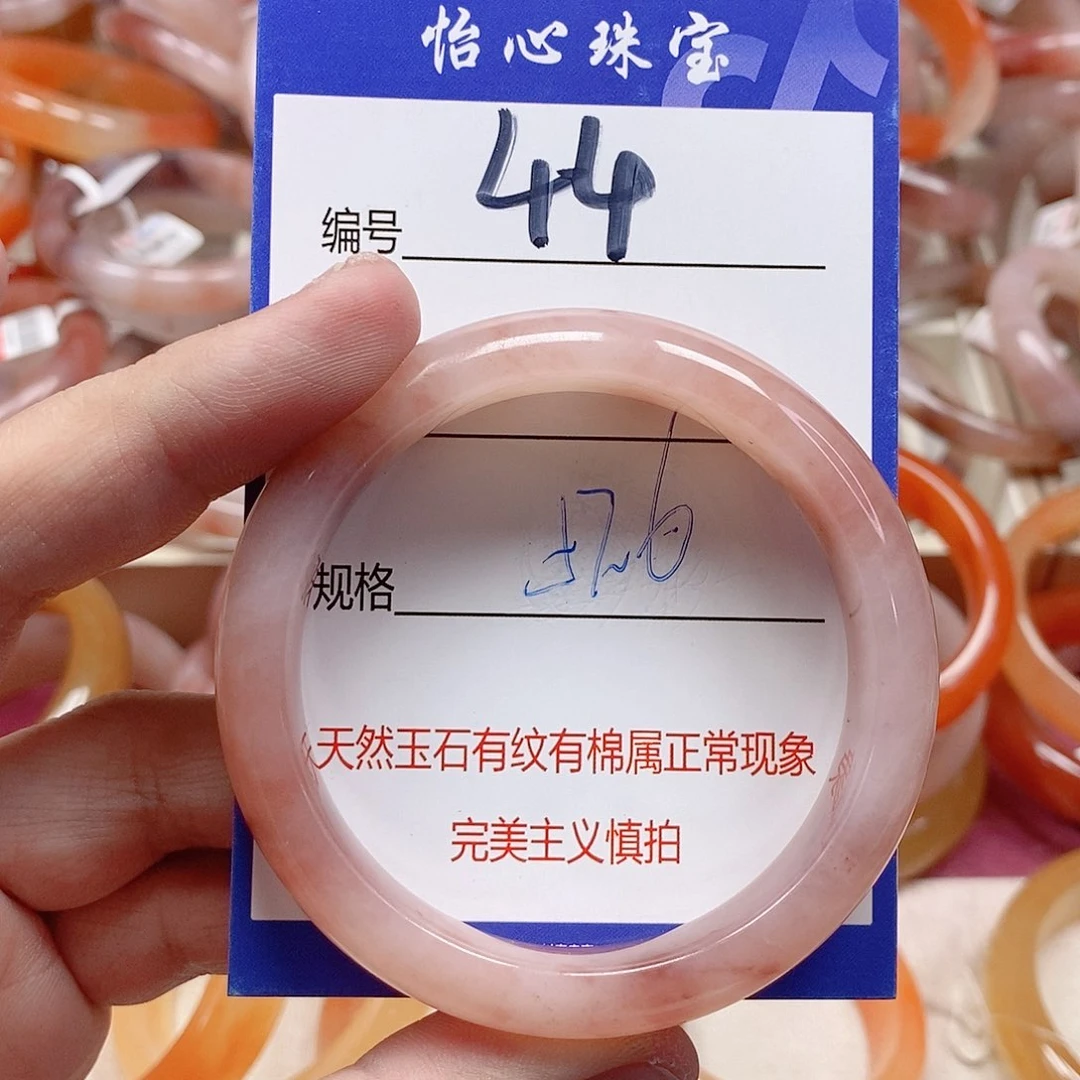 怡心珠宝
编号 44
规格 57.6
天然玉石有纹有棉属正常现象
完美主义慎拍